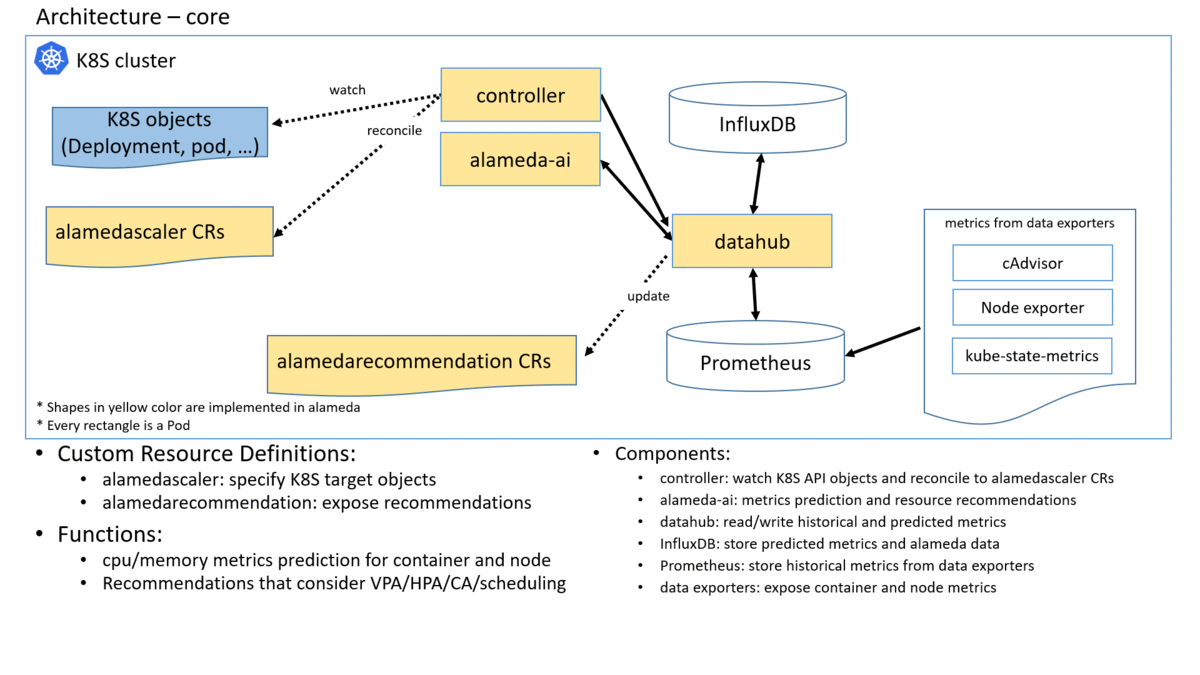 Architecture – core
K8S cluster
controller
watch
K8S objects
(Deployment, pod, ...)
reconcile
alameda-ai
InfluxDB
alamedascaler CRs
datahub
metrics from data exporters
cAdvisor
Node exporter
kube-state-metrics
update
alamedarecommendation CRs
Prometheus
* Shapes in yellow color are implemented in alameda
* Every rectangle is a Pod
• Custom Resource Definitions:
• alamedascaler: specify K8S target objects
• alamedarecommendation: expose recommendations
• Functions:
• cpu/memory metrics prediction for container and node
• Recommendations that consider VPA/HPA/CA/scheduling
• Components:
• controller: watch K8S API objects and reconcile to alamedascaler CRs
• alameda-ai: metrics prediction and resource recommendations
• datahub: read/write historical and predicted metrics
• InfluxDB: store predicted metrics and alameda data
• Prometheus: store historical metrics from data exporters
• data exporters: expose container and node metrics